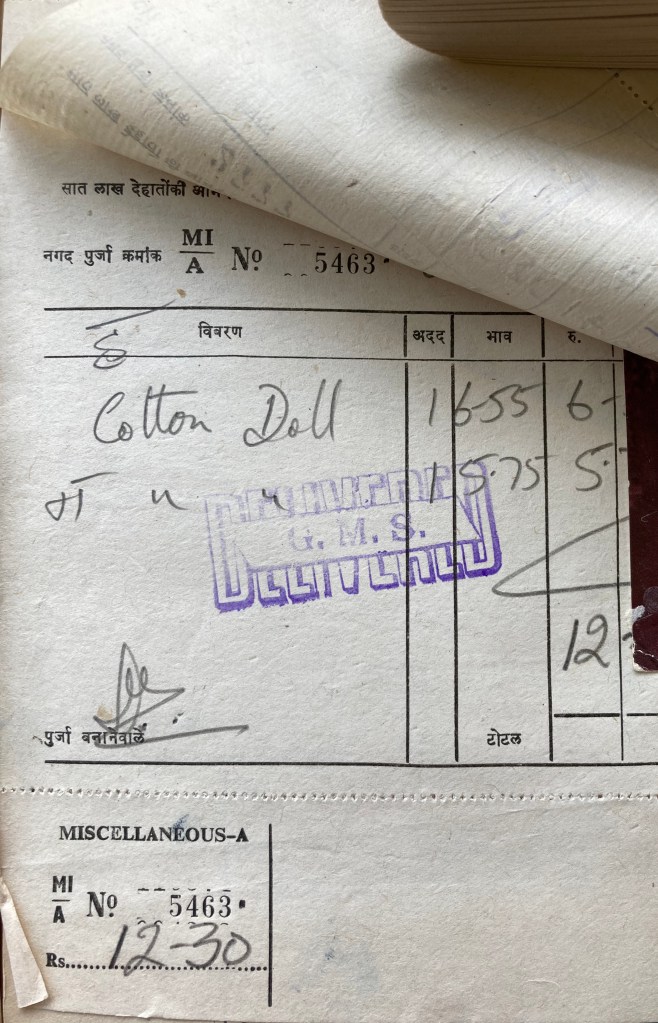 सात लाख देहातोंकी
नगद पुर्जा क्रमांक MI/A Nº 5463
विवरण अदद भाव रु.
Cotton Doll 1 6-55 6-
" " 1 5.75 5.
G. M. S.
DELIVERED
12-
पुर्जा बनानेवाले टोटल
MISCELLANEOUS-A
MI/A Nº 5463
Rs. 12-30